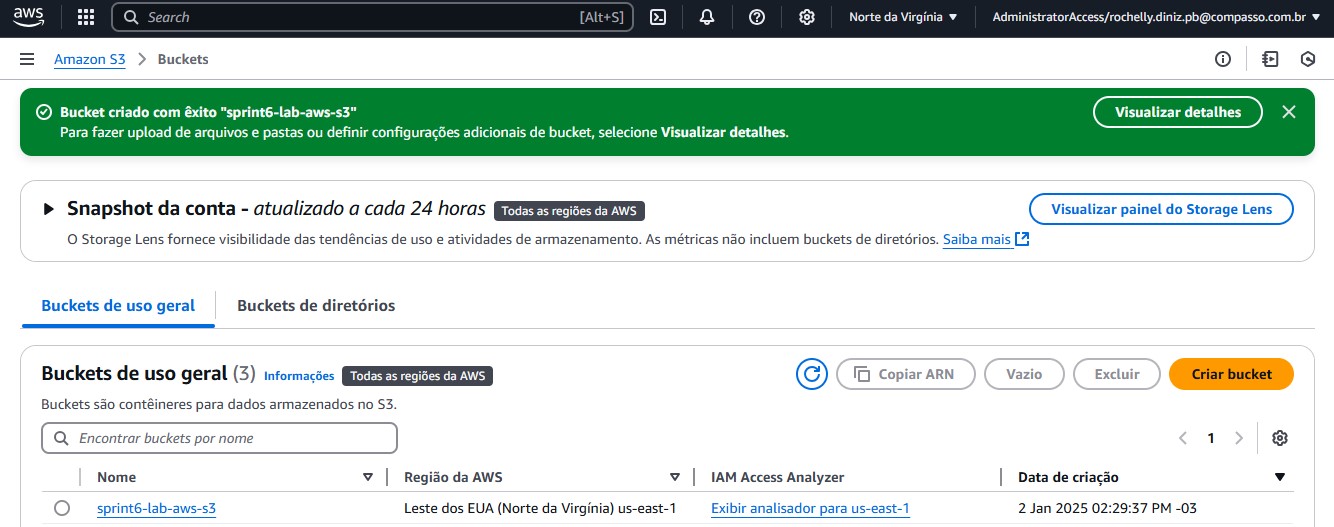 aws
Search [Alt+S] Norte da Virgínia AdministratorAccess/rochelly.diniz.pb@compasso.com.br
Amazon S3 Buckets
Bucket criado com êxito "sprint6-lab-aws-s3"
Para fazer upload de arquivos e pastas ou definir configurações adicionais de bucket, selecione Visualizar detalhes.
Visualizar detalhes
Snapshot da conta - atualizado a cada 24 horas Todas as regiões da AWS
Visualizar painel do Storage Lens
O Storage Lens fornece visibilidade das tendências de uso e atividades de armazenamento. As métricas não incluem buckets de diretórios. Saiba mais
Buckets de uso geral Buckets de diretórios
Buckets de uso geral (3) Informações Todas as regiões da AWS
Copiar ARN Vazio Excluir Criar bucket
Buckets são contêineres para dados armazenados no S3.
Encontrar buckets por nome
1
Nome Região da AWS IAM Access Analyzer Data de criação
sprint6-lab-aws-s3 Leste dos EUA (Norte da Virgínia) us-east-1 Exibir analisador para us-east-1 2 Jan 2025 02:29:37 PM -03